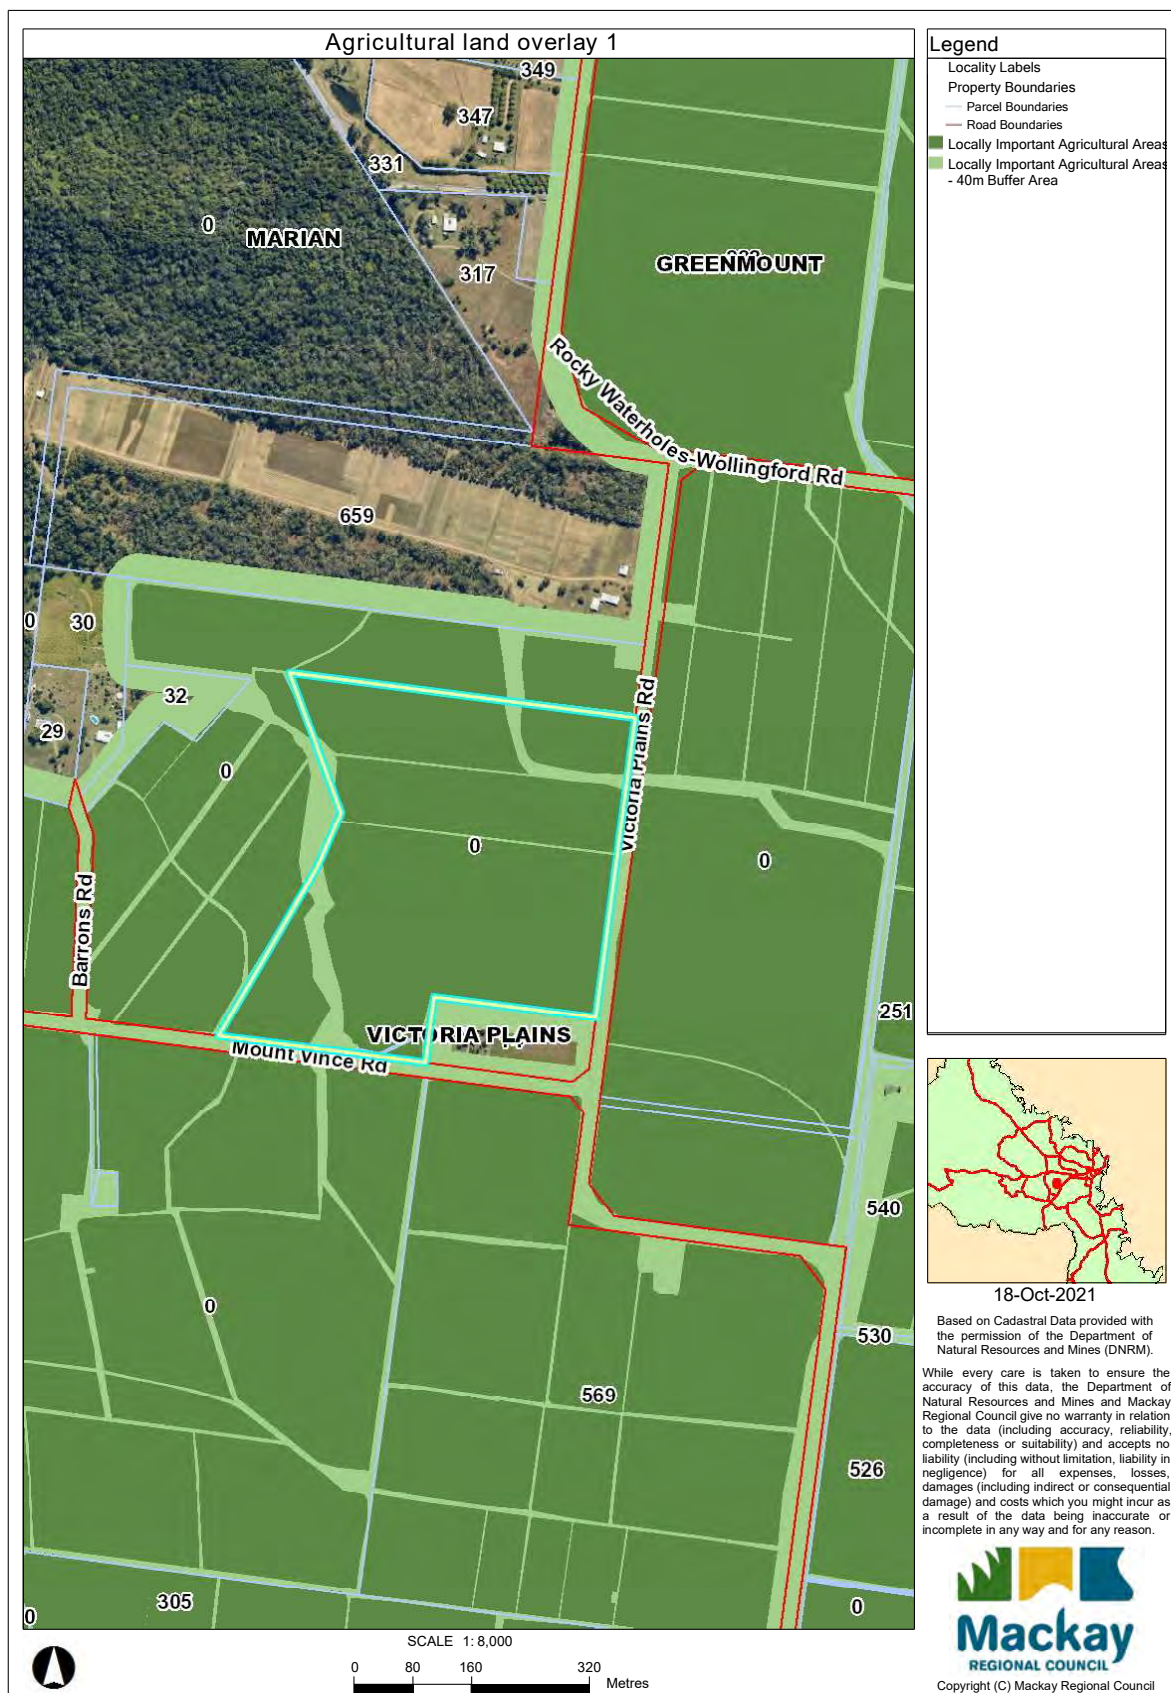 Agricultural land overlay 1
349
347
331
0
MARIAN
317
GREENMOUNT
Rocky Waterholes-Wollingford Rd
659
0
30
32
29
0
Victoria Plains Rd
0
0
Barrons Rd
251
VICTORIA PLAINS
Mount Vince Rd
540
0
530
569
526
305
0
0
SCALE 1: 8,000
0 80 160 320
Metres
Legend
Locality Labels
Property Boundaries
Parcel Boundaries
Road Boundaries
Locally Important Agricultural Areas
Locally Important Agricultural Areas
- 40m Buffer Area
18-Oct-2021
Based on Cadastral Data provided with
the permission of the Department of
Natural Resources and Mines (DNRM).
While every care is taken to ensure the
accuracy of this data, the Department of
Natural Resources and Mines and Mackay
Regional Council give no warranty in relation
to the data (including accuracy, reliability,
completeness or suitability) and accepts no
liability (including without limitation, liability in
negligence) for all expenses, losses,
damages (including indirect or consequential
damage) and costs which you might incur as
a result of the data being inaccurate or
incomplete in any way and for any reason.
Mackay
REGIONAL COUNCIL
Copyright (C) Mackay Regional Council